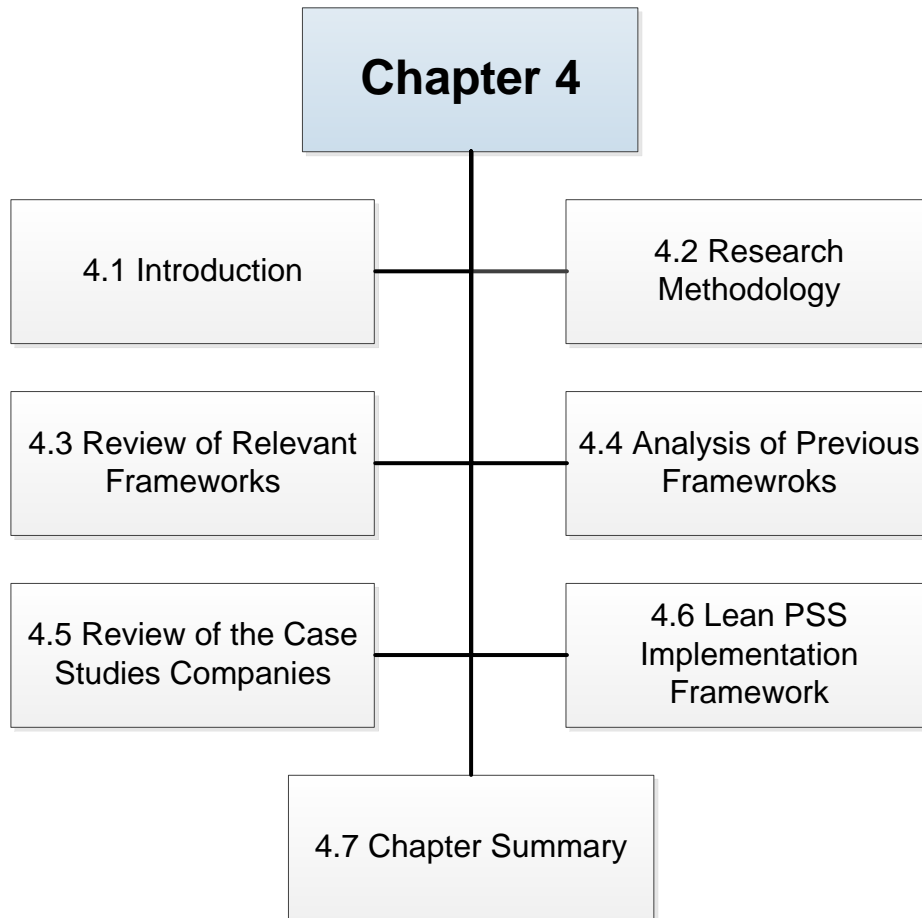 Chapter 4
4.1 Introduction
4.2 Research
Methodology
4.3 Review of Relevant
Frameworks
4.4 Analysis of Previous
Framewroks
4.5 Review of the Case
Studies Companies
4.6 Lean PSS
Implementation
Framework
4.7 Chapter Summary